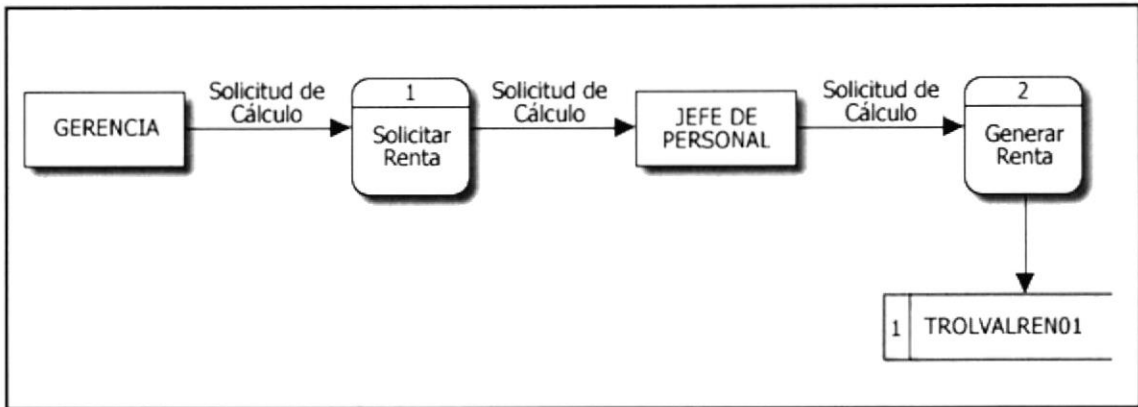 GERENCIA
Solicitud de
Cálculo
1
Solicitar
Renta
Solicitud de
Cálculo
JEFE DE
PERSONAL
Solicitud de
Cálculo
2
Generar
Renta
1
TROLVALREN01